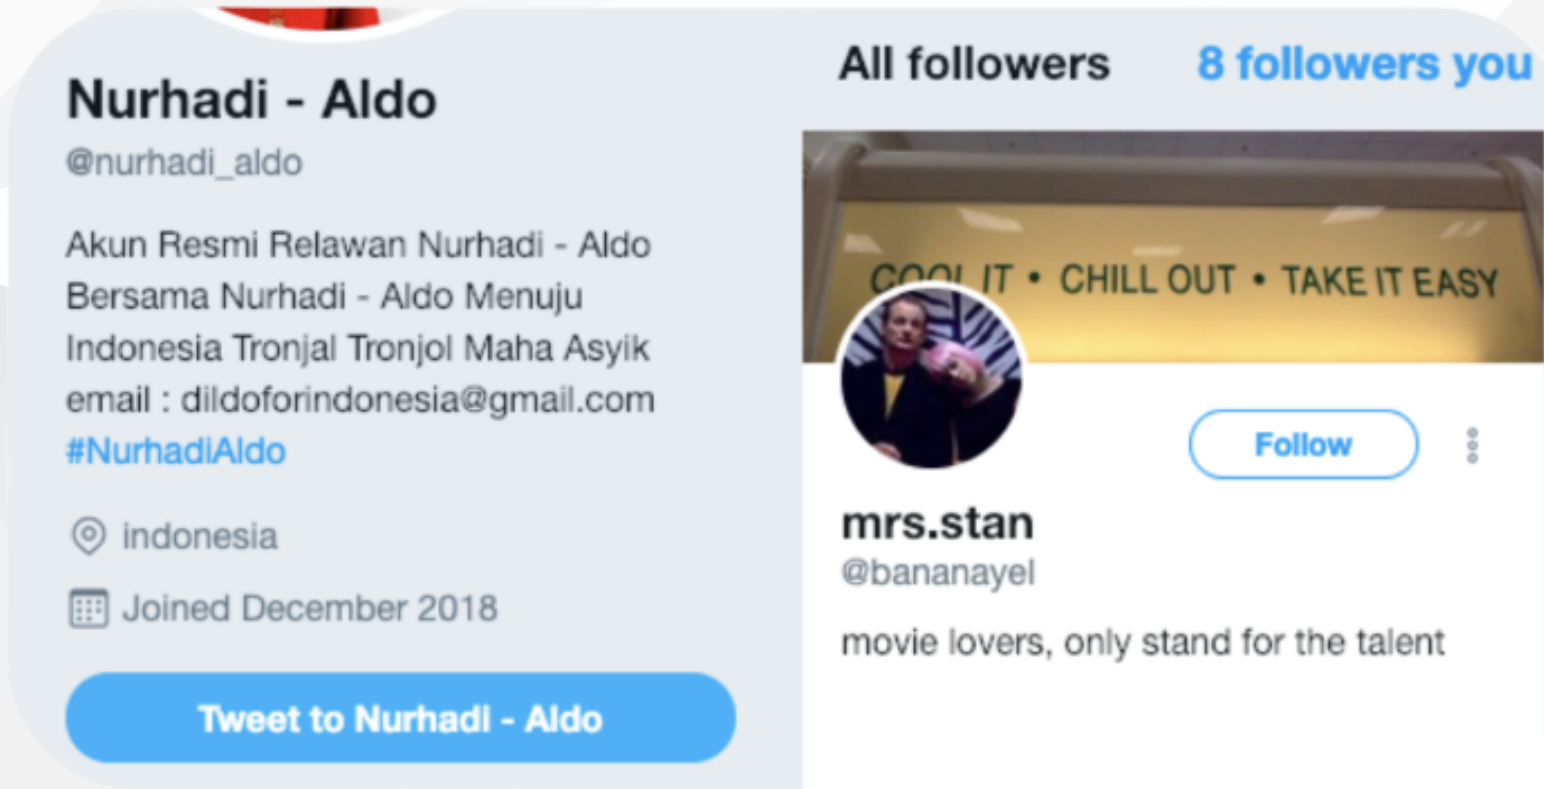 Nurhadi - Aldo
@nurhadi_aldo
Akun Resmi Relawan Nurhadi - Aldo
Bersama Nurhadi - Aldo Menuju
Indonesia Tronjal Tronjol Maha Asyik
email : dildoforindonesia@gmail.com
#NurhadiAldo
indonesia
Joined December 2018
Tweet to Nurhadi - Aldo
All followers
8 followers you
COOL IT • CHILL OUT • TAKE IT EASY
Follow
mrs.stan
@bananayel
movie lovers, only stand for the talent